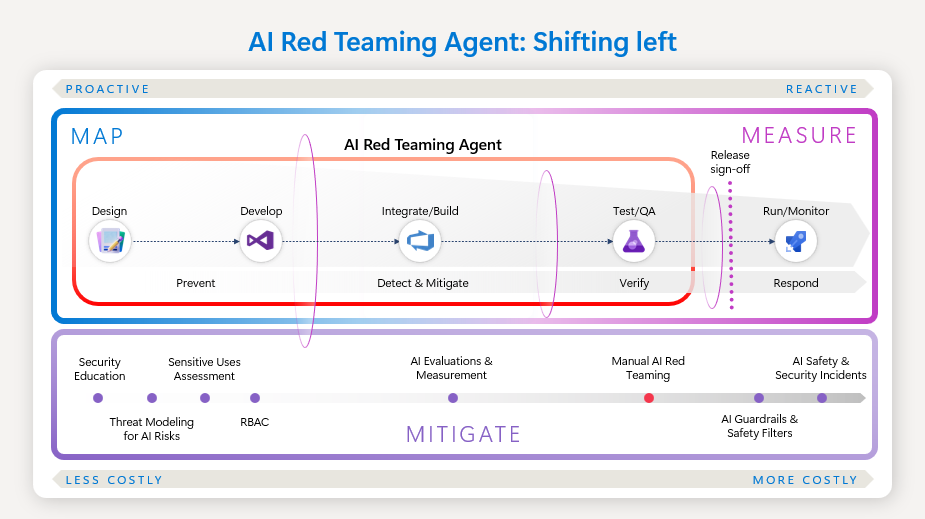 AI Red Teaming Agent: Shifting left
PROACTIVE
REACTIVE
MAP
MEASURE
AI Red Teaming Agent
Release
sign-off
Design
Develop
Integrate/Build
Test/QA
Run/Monitor
Prevent
Detect & Mitigate
Verify
Respond
Security
Education
Sensitive Uses
Assessment
AI Evaluations &
Measurement
Manual AI Red
Teaming
AI Safety &
Security Incidents
Threat Modeling
for AI Risks
RBAC
AI Guardrails &
Safety Filters
MITIGATE
LESS COSTLY
MORE COSTLY